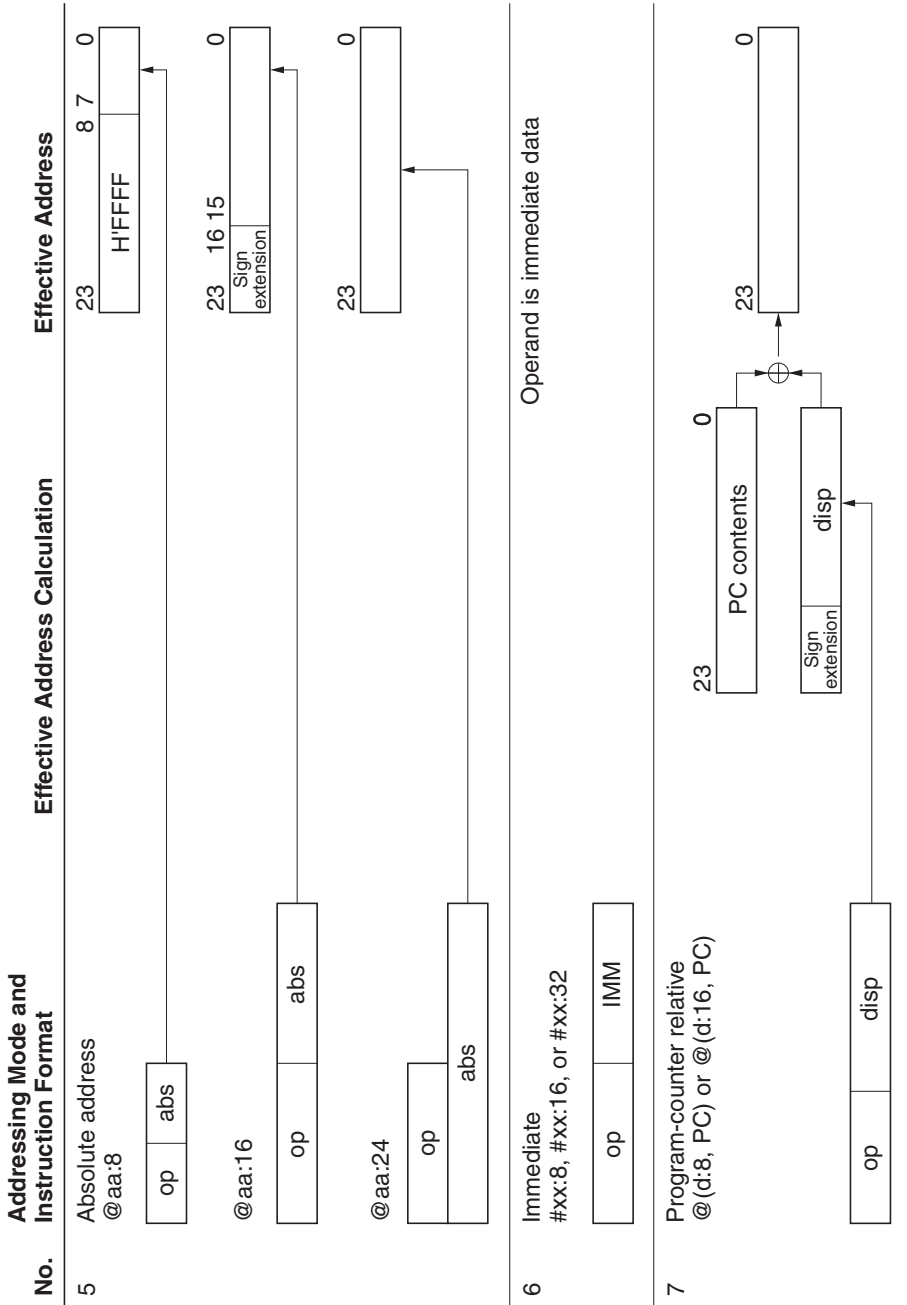 No.
Addressing Mode and
Instruction Format
Effective Address Calculation
Effective Address
5
Absolute address
@aa:8
op
abs
23
8 7
0
H'FFFF
@aa:16
op
abs
23
16 15
0
Sign
extension
@aa:24
op
abs
23
0
6
Immediate
#xx:8, #xx:16, or #xx:32
op
IMM
Operand is immediate data
7
Program-counter relative
@(d:8, PC) or @(d:16, PC)
op
disp
23
0
PC contents
Sign
extension
disp
23
0